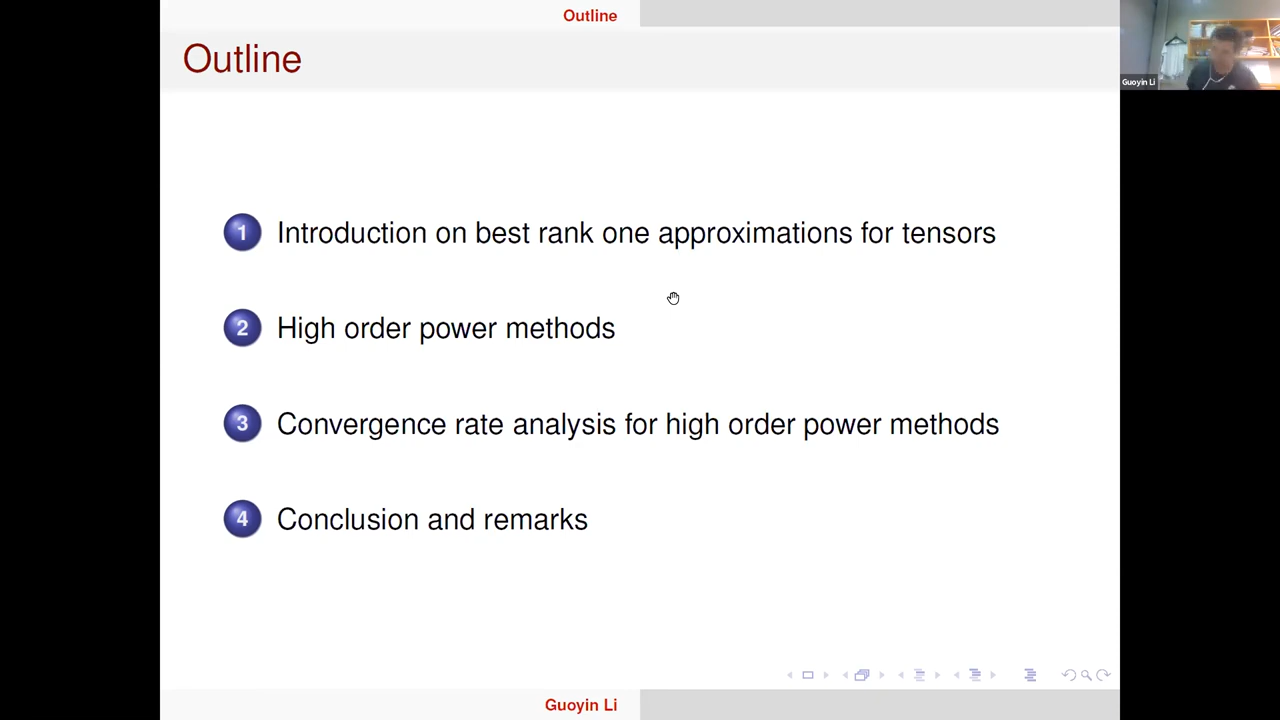 Outline
Outline
Guoyin Li
1 Introduction on best rank one approximations for tensors
2 High order power methods
3 Convergence rate analysis for high order power methods
4 Conclusion and remarks
Guoyin Li